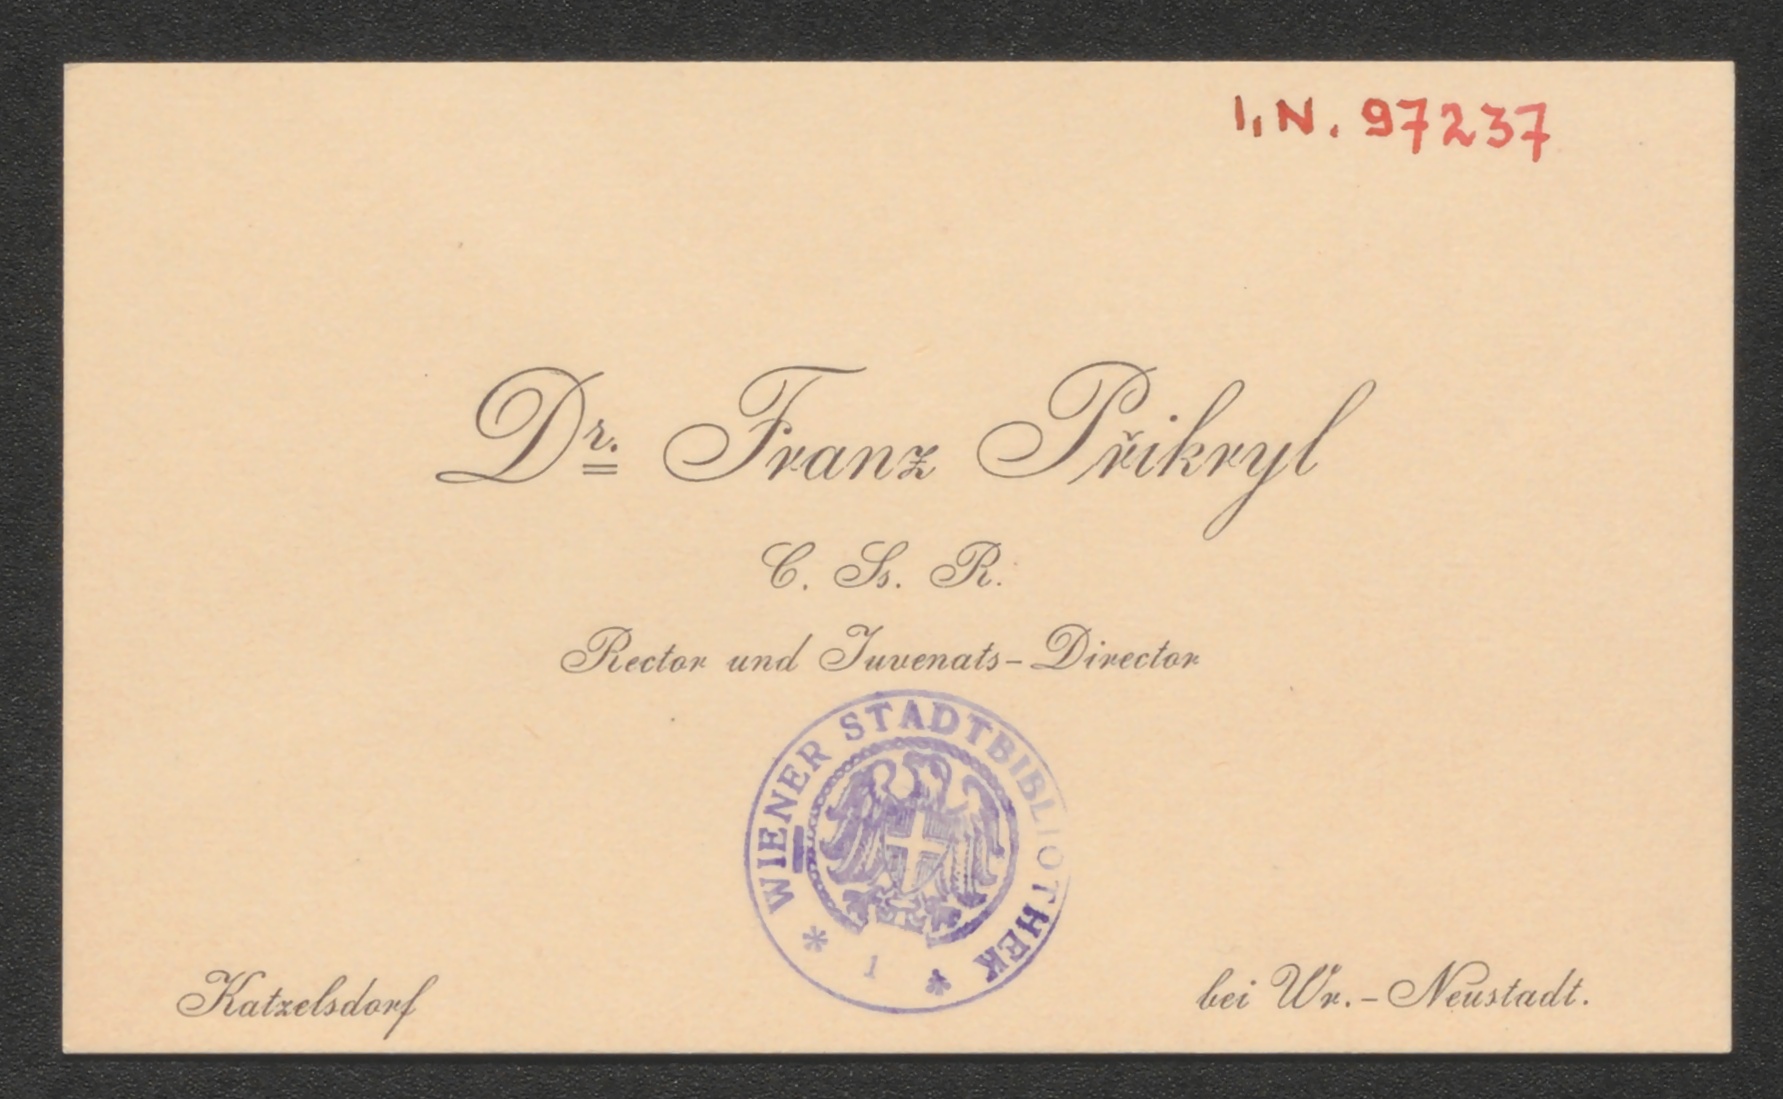 I,N. 97237
Dr. Franz Přikryl
C. Ss. R.
Rector und Juvenats-Director
WIENER STADTBIBLIOTHEK
* 1 *
Katzelsdorf
bei Wr.-Neustadt.